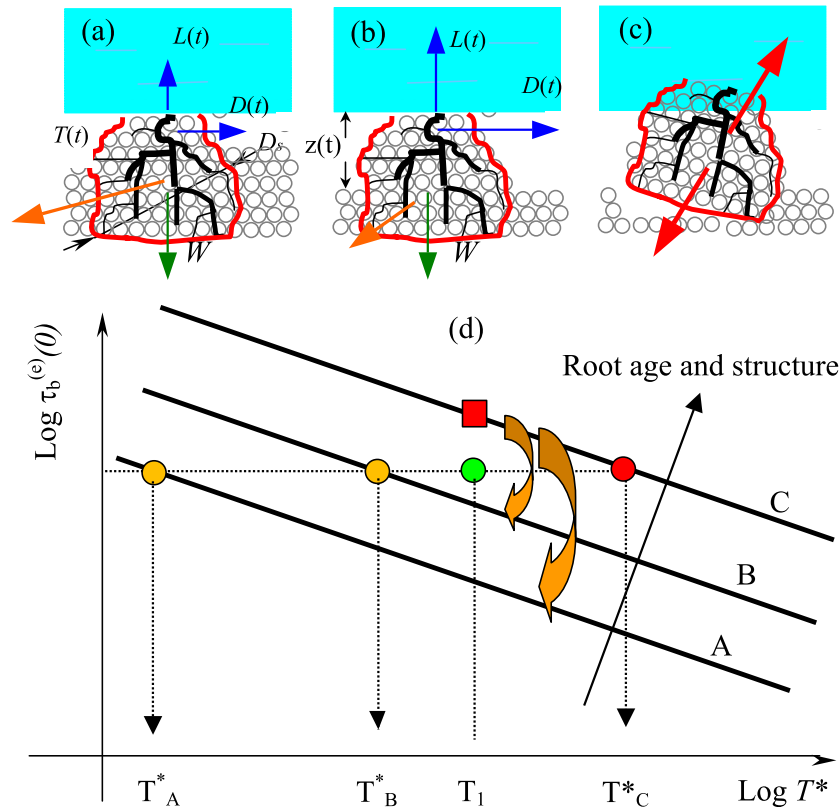 (a)
(b)
(c)
L(t)
L(t)
D(t)
D(t)
T(t)
D_s
z(t)
W
W
(d)
Log τ_b^(e)(0)
Root age and structure
C
B
A
T*_A
T*_B
T_1
T*_C
Log T*